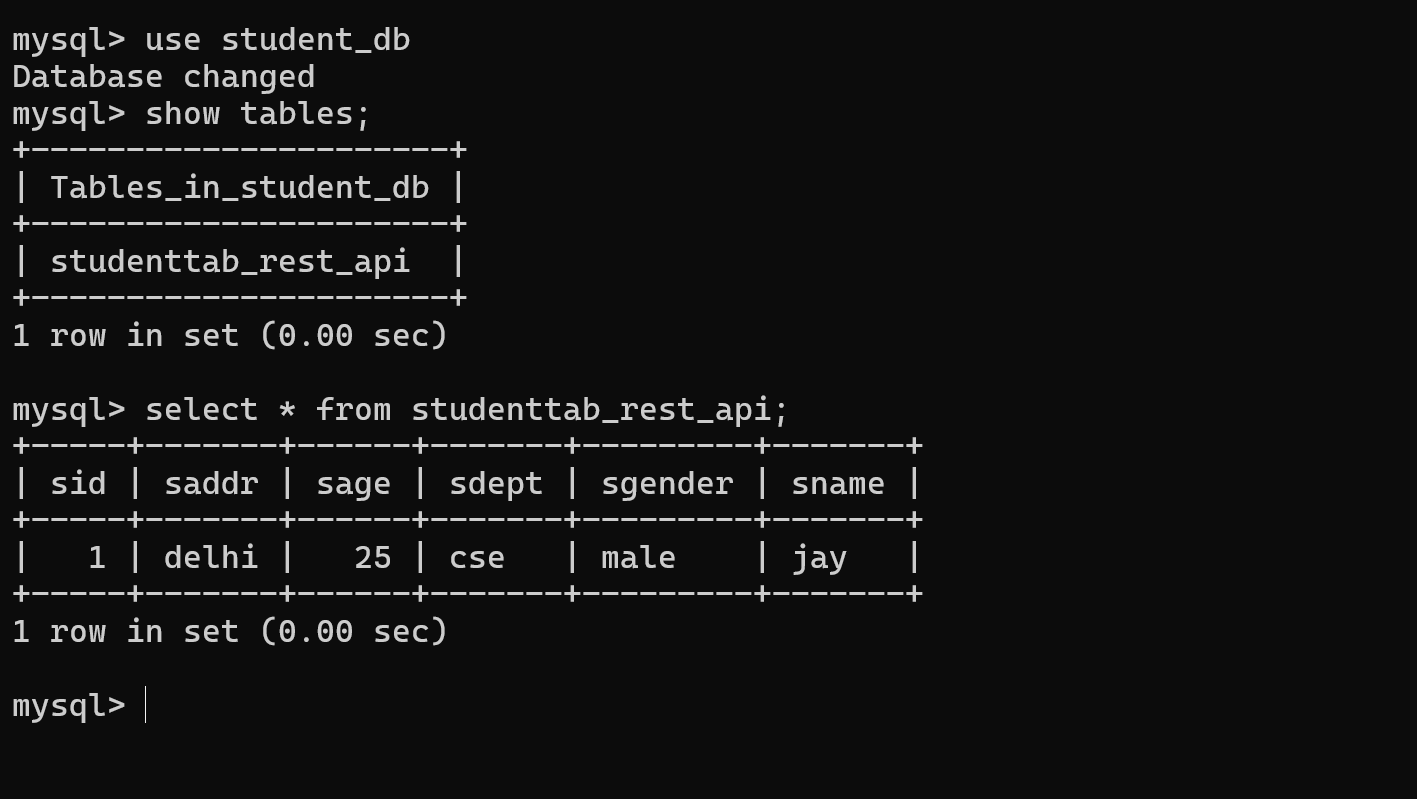 mysql> use student_db
Database changed
mysql> show tables;
+----------------------+
| Tables_in_student_db |
+----------------------+
| studenttab_rest_api  |
+----------------------+
1 row in set (0.00 sec)

mysql> select * from studenttab_rest_api;
+-----+-------+------+-------+---------+-------+
| sid | saddr | sage | sdept | sgender | sname |
+-----+-------+------+-------+---------+-------+
|   1 | delhi |   25 | cse   | male    | jay   |
+-----+-------+------+-------+---------+-------+
1 row in set (0.00 sec)

mysql>